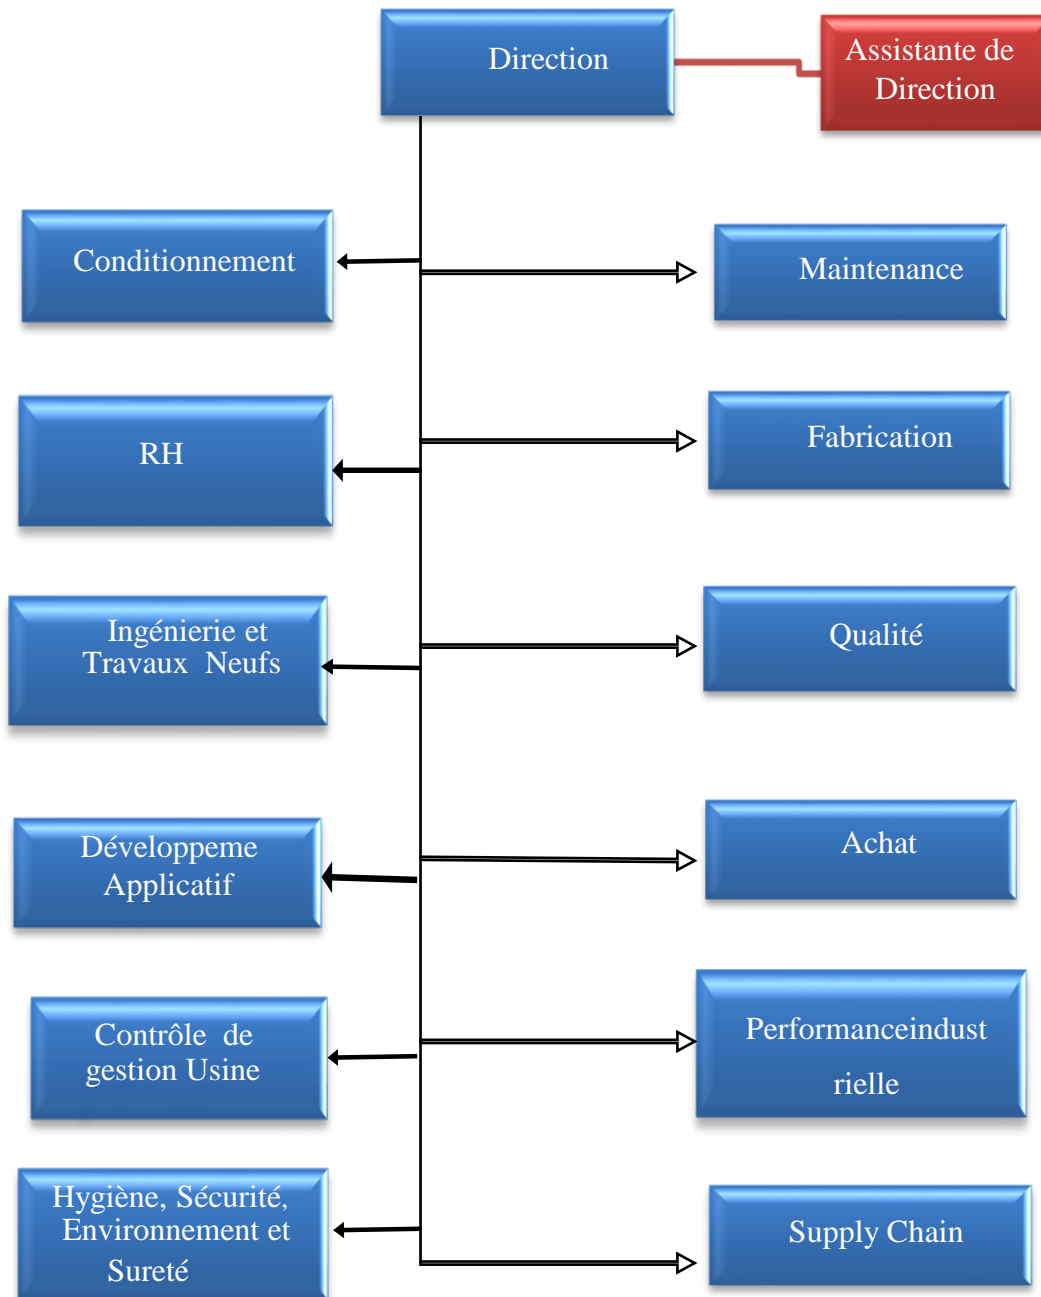 Direction
Assistante de
Direction
Conditionnement
Maintenance
RH
Fabrication
Ingénierie et
Travaux Neufs
Qualité
Développeme
Applicatif
Achat
Contrôle de
gestion Usine
Performanceindust
rielle
Hygiène, Sécurité,
Environnement et
Sureté
Supply Chain